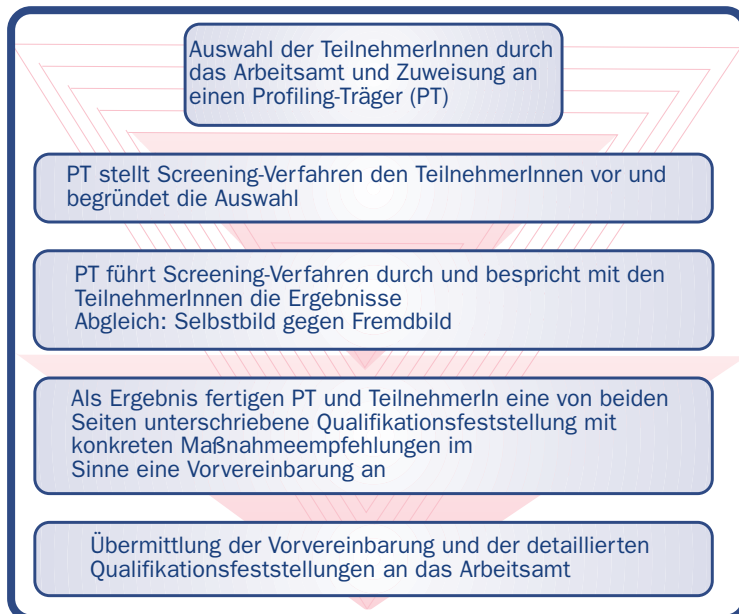 Auswahl der TeilnehmerInnen durch
das Arbeitsamt und Zuweisung an
einen Profiling-Träger (PT)
PT stellt Screening-Verfahren den TeilnehmerInnen vor und
begründet die Auswahl
PT führt Screening-Verfahren durch und bespricht mit den
TeilnehmerInnen die Ergebnisse
Abgleich: Selbstbild gegen Fremdbild
Als Ergebnis fertigen PT und TeilnehmerIn eine von beiden
Seiten unterschriebene Qualifikationsfeststellung mit
konkreten Maßnahmeempfehlungen im
Sinne eine Vorvereinbarung an
Übermittlung der Vorvereinbarung und der detaillierten
Qualifikationsfeststellungen an das Arbeitsamt